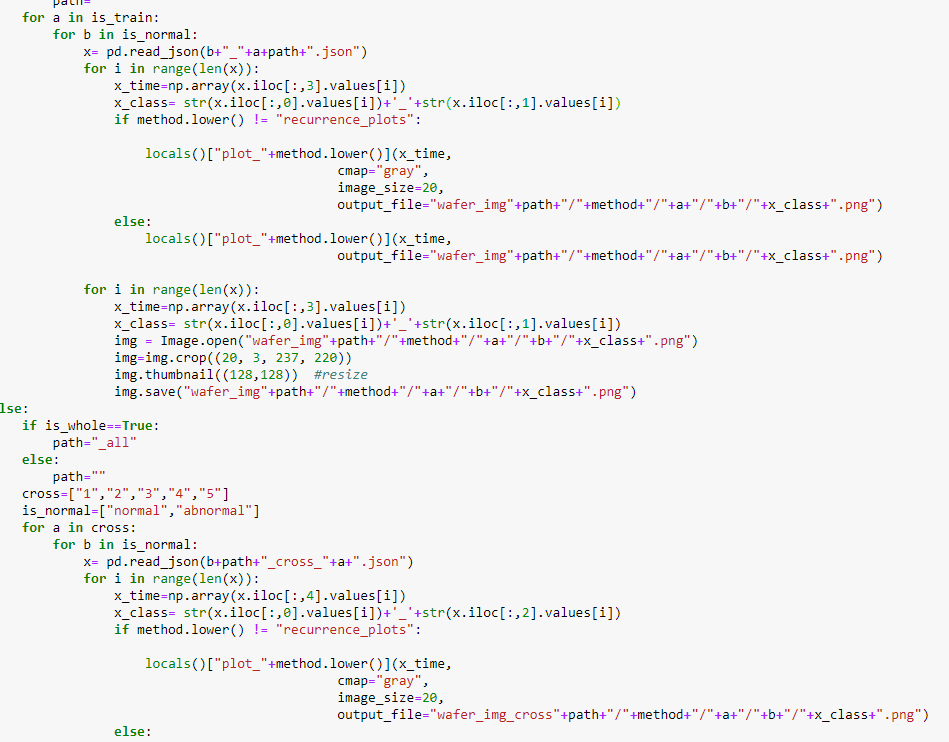 path=
for a in is_train:
for b in is_normal:
x= pd.read_json(b+"_"+a+path+".json")
for i in range(len(x)):
x_time=np.array(x.iloc[:,3].values[i])
x_class= str(x.iloc[:,0].values[i])+'_'+str(x.iloc[:,1].values[i])
if method.lower() != "recurrence_plots":
locals()["plot_"+method.lower()](x_time,
cmap="gray",
image_size=20,
output_file="wafer_img"+path+"/"+method+"/"+a+"/"+b+"/"+x_class+".png")
else:
locals()["plot_"+method.lower()](x_time,
output_file="wafer_img"+path+"/"+method+"/"+a+"/"+b+"/"+x_class+".png")
for i in range(len(x)):
x_time=np.array(x.iloc[:,3].values[i])
x_class= str(x.iloc[:,0].values[i])+'_'+str(x.iloc[:,1].values[i])
img = Image.open("wafer_img"+path+"/"+method+"/"+a+"/"+b+"/"+x_class+".png")
img=img.crop((20, 3, 237, 220))
img.thumbnail((128,128))  #resize
img.save("wafer_img"+path+"/"+method+"/"+a+"/"+b+"/"+x_class+".png")
lse:
if is_whole==True:
path="_all"
else:
path=""
cross=["1","2","3","4","5"]
is_normal=["normal","abnormal"]
for a in cross:
for b in is_normal:
x= pd.read_json(b+path+"_cross_"+a+".json")
for i in range(len(x)):
x_time=np.array(x.iloc[:,4].values[i])
x_class= str(x.iloc[:,0].values[i])+'_'+str(x.iloc[:,2].values[i])
if method.lower() != "recurrence_plots":
locals()["plot_"+method.lower()](x_time,
cmap="gray",
image_size=20,
output_file="wafer_img_cross"+path+"/"+method+"/"+a+"/"+b+"/"+x_class+".png")
else: